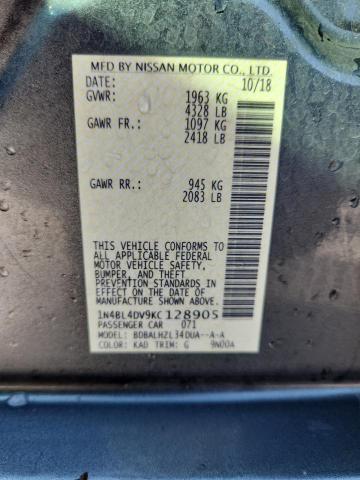 MFD BY NISSAN MOTOR CO., LTD.
DATE: 10/18
GVWR: 1963 KG
4328 LB
GAWR FR: 1097 KG
2418 LB
GAWR RR: 945 KG
2083 LB
THIS VEHICLE CONFORMS TO
ALL APPLICABLE FEDERAL
MOTOR VEHICLE SAFETY,
BUMPER, AND THEFT
PREVENTION STANDARDS IN
EFFECT ON THE DATE OF
MANUFACTURE SHOWN ABOVE.
1N4BL4DV9KC128905
PASSENGER CAR 071
MODEL: BDBALHZL34DUA--A-A
COLOR: KAD TRIM: G 9N00A